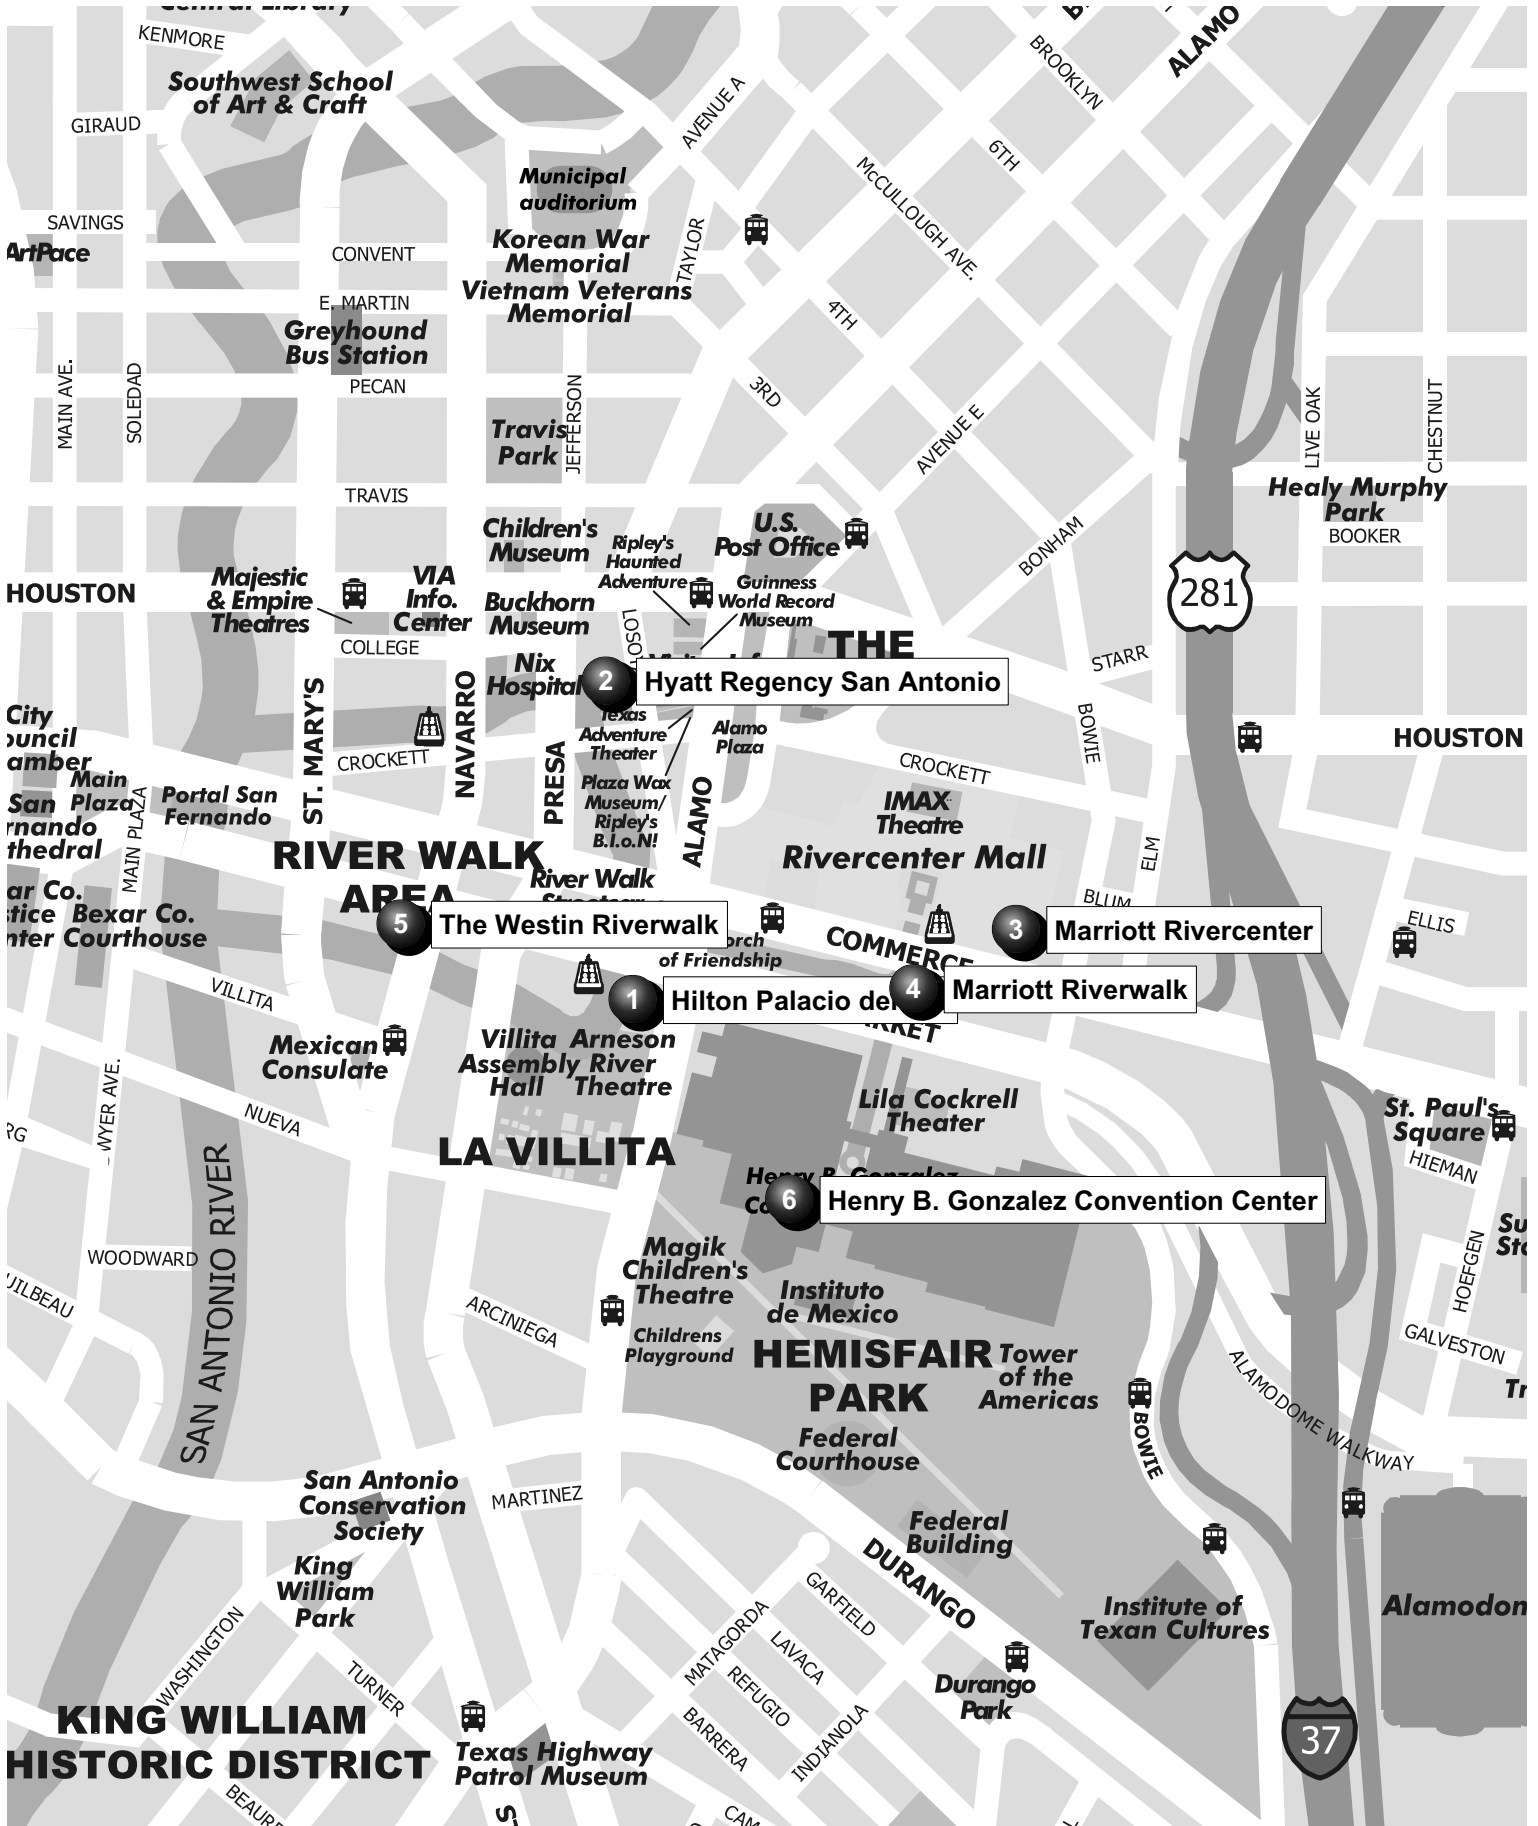 KENMORE
Southwest School
of Art & Craft
GIRAUD
SAVINGS
ArtPace
CONVENT
E. MARTIN
Greyhound
Bus Station
PECAN
MAIN AVE.
SOLEDAD
Municipal
auditorium
Korean War
Memorial
Vietnam Veterans
Memorial
TAYLOR
AVENUE A
BROOKLYN
ALAMO
6TH
McCULLOUGH AVE.
4TH
3RD
AVENUE E
BONHAM
JEFFERSON
Travis
Park
TRAVIS
LIVE OAK
CHESTNUT
Healy Murphy
Park
BOOKER
281
HOUSTON
Majestic
& Empire
Theatres
VIA
Info.
Center
COLLEGE
Children's
Museum
Buckhorn
Museum
Nix
Hospital
Ripley's
Haunted
Adventure
U.S.
Post Office
Guinness
World Record
Museum
THE
STARR
2
Hyatt Regency San Antonio
Texas
Adventure
Theater
Alamo
Plaza
Plaza Wax
Museum/
Ripley's
B.I.o.N!
ST. MARY'S
NAVARRO
PRESA
ALAMO
CROCKETT
CROCKETT
BOWIE
HOUSTON
City
Main
Plaza
San
MAIN PLAZA
Portal San
Fernando
IMAX
Theatre
Rivercenter Mall
ELM
BLUM
ELLIS
RIVER WALK
AREA
River Walk
Bexar Co.
Courthouse
5
The Westin Riverwalk
of Friendship
COMMERCE
3
Marriott Rivercenter
4
Marriott Riverwalk
1
Hilton Palacio del
VILLITA
Mexican
Consulate
Villita
Assembly
Hall
Arneson
River
Theatre
Lila Cockrell
Theater
St. Paul's
Square
HIEMAN
NUEVA
LA VILLITA
6
Henry B. Gonzalez Convention Center
SAN ANTONIO RIVER
WOODWARD
ARCINIEGA
Magik
Children's
Theatre
Childrens
Playground
Instituto
de Mexico
HEMISFAIR
PARK
Tower
of the
Americas
HOEFGEN
GALVESTON
ALAMODOME WALKWAY
BOWIE
Federal
Courthouse
Federal
Building
San Antonio
Conservation
Society
MARTINEZ
King
William
Park
DURANGO
GARFIELD
MATAGORDA
LAVACA
REFUGIO
BARRERA
INDIANOLA
Durango
Park
Institute of
Texan Cultures
WASHINGTON
TURNER
KING WILLIAM
HISTORIC DISTRICT
Texas Highway
Patrol Museum
37